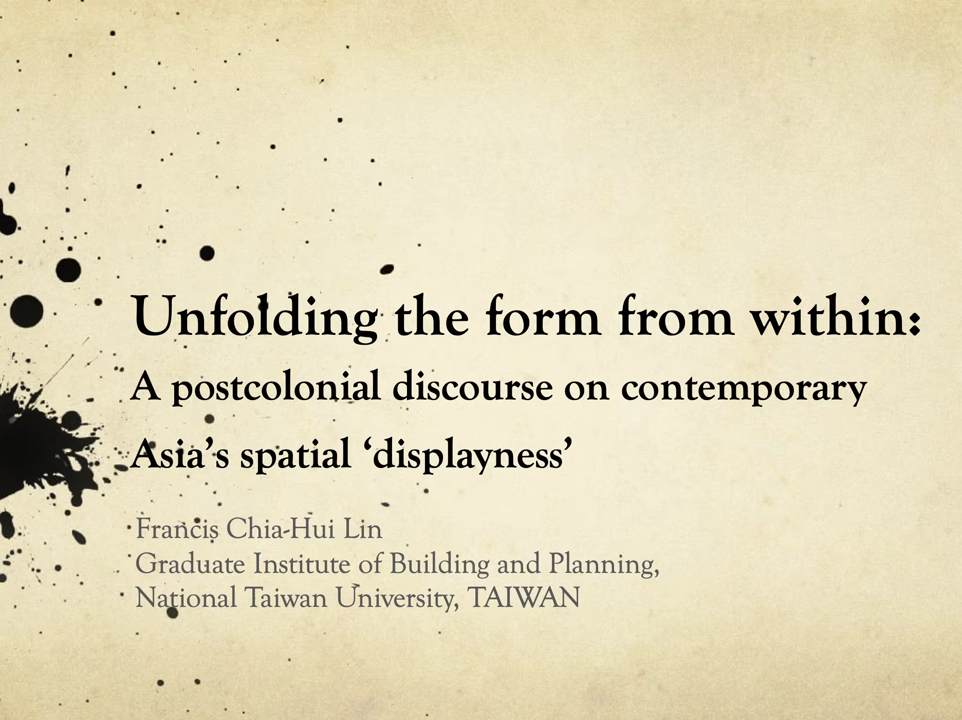 Unfolding the form from within:
A postcolonial discourse on contemporary
Asia’s spatial ‘displayness’
Francis Chia-Hui Lin
Graduate Institute of Building and Planning,
National Taiwan University, TAIWAN